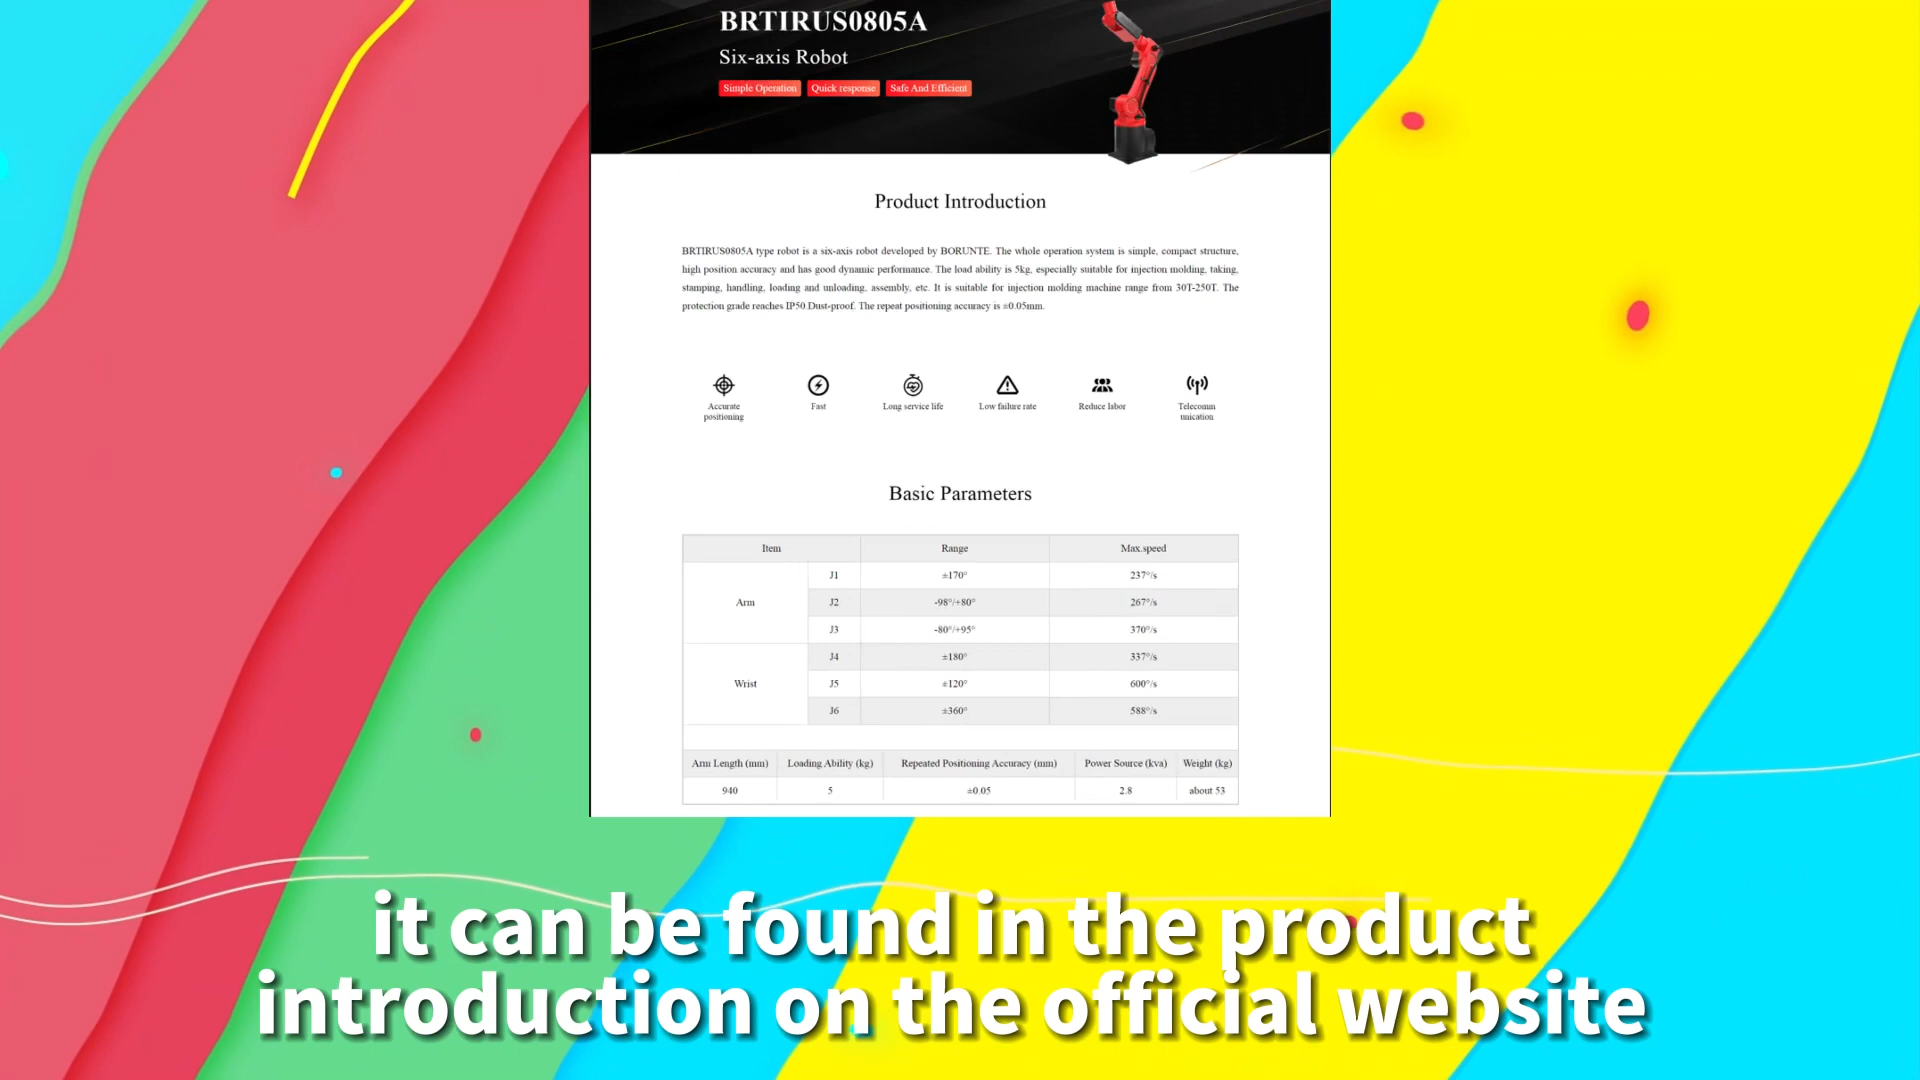 BRTIRUS0805A
Six-axis Robot
Simple Operation Quick response Safe And Efficient
Product Introduction
BRTIRUS0805A type robot is a six-axis robot developed by BORUNTE. The whole operation system is simple, compact structure,
high position accuracy and has good dynamic performance. The load ability is 5kg, especially suitable for injection molding, taking,
stamping, handling, loading and unloading, assembly, etc. It is suitable for injection molding machine range from 30T-250T. The
protection grade reaches IP50.Dust-proof. The repeat positioning accuracy is ±0.05mm.
Accurate
positioning
Fast
Long service life
Low failure rate
Reduce labor
Telecomm
unication
Basic Parameters
Item Range Max.speed
Arm
J1 ±170° 237°/s
J2 -98°/+80° 267°/s
J3 -80°/+95° 370°/s
Wrist
J4 ±180° 337°/s
J5 ±120° 600°/s
J6 ±360° 588°/s
Arm Length (mm) Loading Ability (kg) Repeated Positioning Accuracy (mm) Power Source (kva) Weight (kg)
940 5 ±0.05 2.8 about 53
it can be found in the product
introduction on the official website